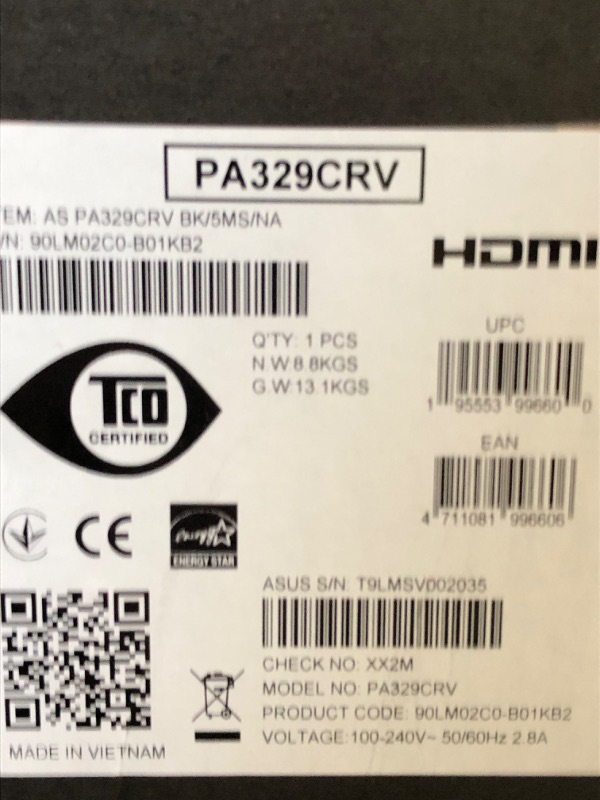 PA329CRV
EM: AS PA329CRV BK/5MS/NA
/N: 90LM02C0-B01KB2
HDMI
Q'TY: 1 PCS
N.W:8.8KGS
G.W:13.1KGS
UPC
1 95553 99660 0
TCO
CERTIFIED
EAN
4 711081 996606
CE
energy
ENERGY STAR
ASUS S/N: T9LMSV002035
CHECK NO: XX2M
MODEL NO: PA329CRV
PRODUCT CODE: 90LM02C0-B01KB2
VOLTAGE:100-240V~ 50/60Hz 2.8A
MADE IN VIETNAM